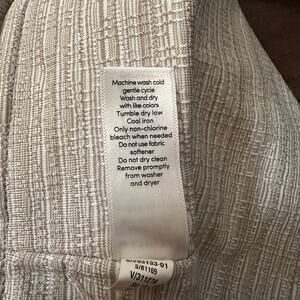 Machine wash cold
gentle cycle
Wash and dry
with like colors
Tumble dry low
Cool iron
Only non-chlorine
bleach when needed
Do not use fabric
softener
Do not dry clean
Remove promptly
from washer
and dryer
S/81169